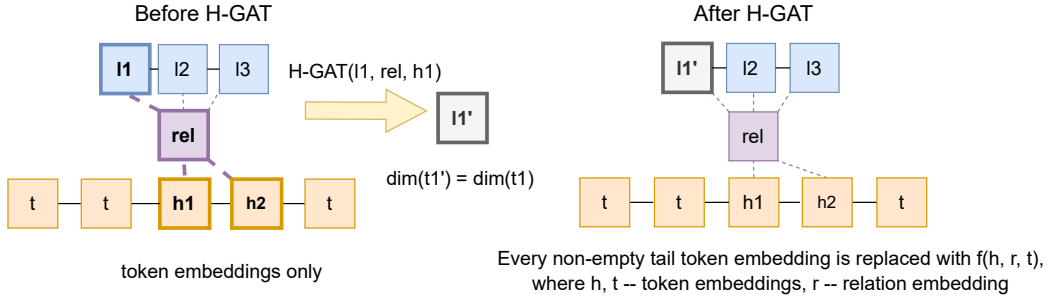 Before H-GAT
After H-GAT
l1 l2 l3
H-GAT(l1, rel, h1)
l1'
rel
dim(t1') = dim(t1)
t t h1 h2 t
token embeddings only
l1' l2 l3
rel
t t h1 h2 t
Every non-empty tail token embedding is replaced with f(h, r, t),
where h, t -- token embeddings, r -- relation embedding